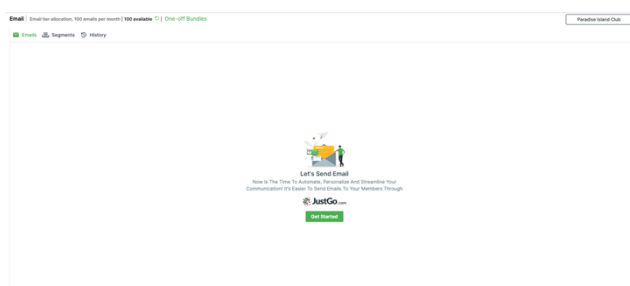 Email | Email tier allocation, 100 emails per month | 100 available | One-off Bundles
Paradise Island Club
Emails Segments History
Let's Send Email
Now Is The Time To Automate, Personalize And Streamline Your
Communication! It's Easier To Send Emails To Your Members Through
JustGo.com
Get Started